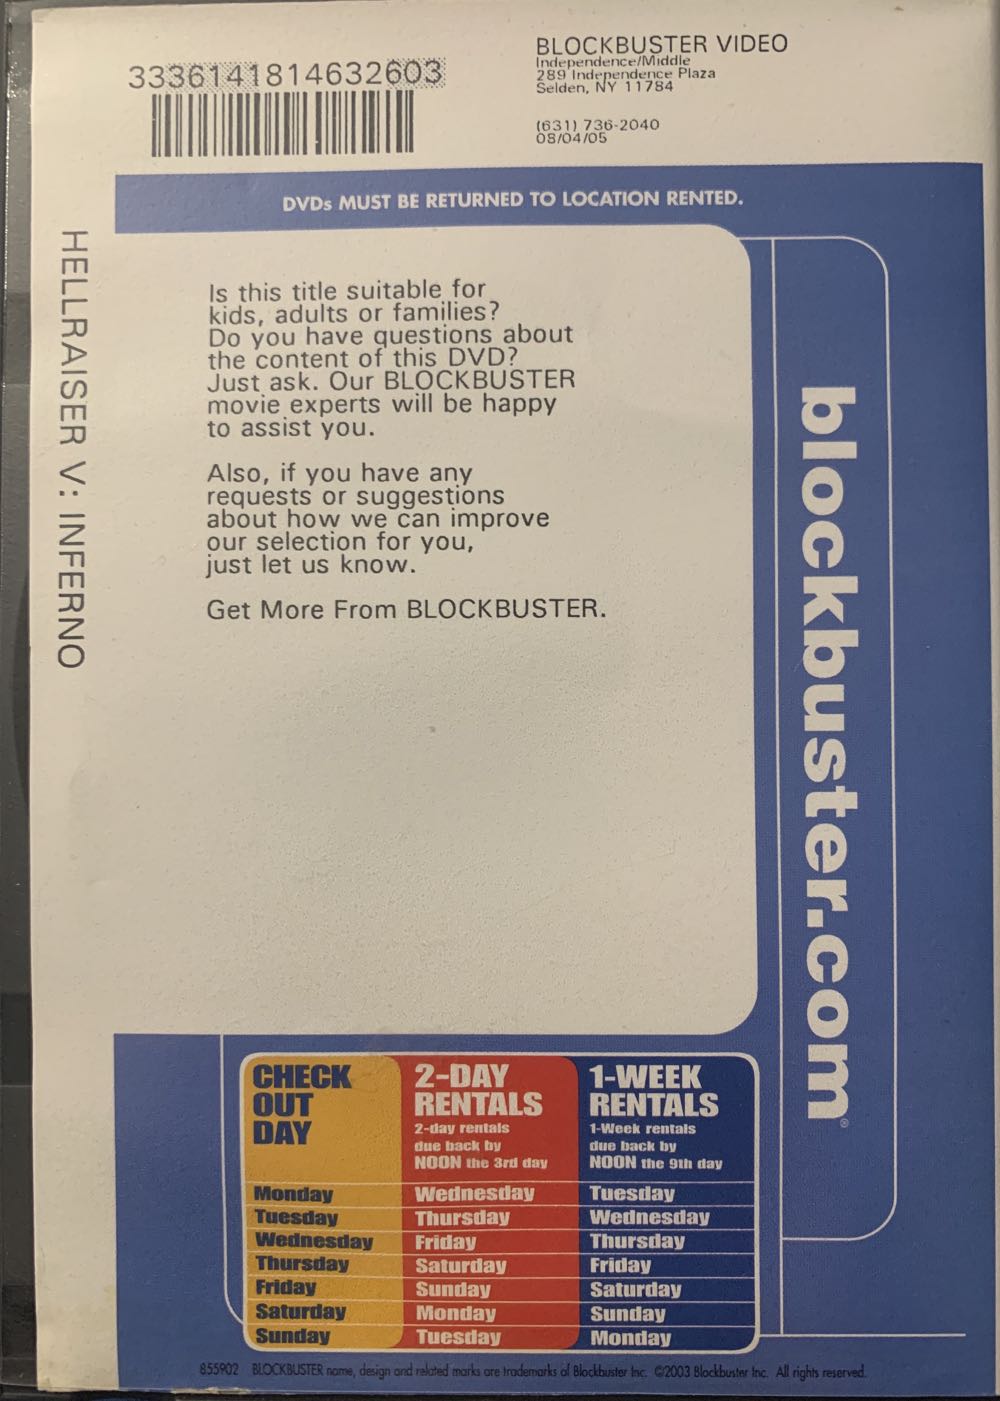 3336141814632603
BLOCKBUSTER VIDEO
Independence/Middle
289 Independence Plaza
Selden, NY 11784
(631) 736-2040
08/04/05
DVDs MUST BE RETURNED TO LOCATION RENTED.
HELLRAISER V: INFERNO
Is this title suitable for
kids, adults or families?
Do you have questions about
the content of this DVD?
Just ask. Our BLOCKBUSTER
movie experts will be happy
to assist you.
Also, if you have any
requests or suggestions
about how we can improve
our selection for you,
just let us know.
Get More From BLOCKBUSTER.
blockbuster.com®
CHECK
OUT
DAY
2-DAY
RENTALS
2-day rentals
due back by
NOON the 3rd day
1-WEEK
RENTALS
1-Week rentals
due back by
NOON the 9th day
Monday Wednesday Tuesday
Tuesday Thursday Wednesday
Wednesday Friday Thursday
Thursday Saturday Friday
Friday Sunday Saturday
Saturday Monday Sunday
Sunday Tuesday Monday
855902 BLOCKBUSTER name, design and related marks are trademarks of Blockbuster Inc. ©2003 Blockbuster Inc. All rights reserved.